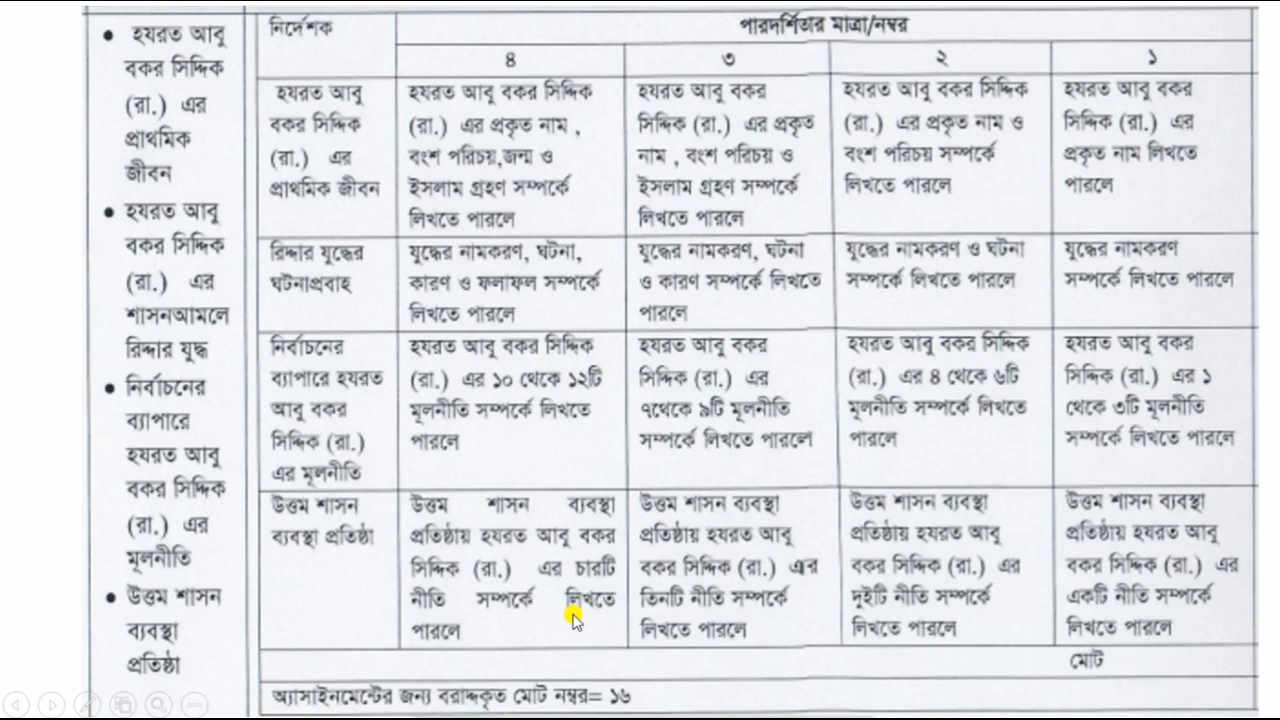 • হযরত আবু
বকর সিদ্দিক
(রা.) এর
প্রাথমিক
জীবন
• হযরত আবু
বকর সিদ্দিক
(রা.) এর
শাসনআমলে
রিদ্দার যুদ্ধ
• নির্বাচনের
ব্যাপারে
হযরত আবু
বকর সিদ্দিক
(রা.) এর
মূলনীতি
• উত্তম শাসন
ব্যবস্থা
প্রতিষ্ঠা
নির্দেশক
পারদর্শিতার মাত্রা/নম্বর
৪
৩
২
১
হযরত আবু
বকর সিদ্দিক
(রা.) এর
প্রাথমিক জীবন
হযরত আবু বকর সিদ্দিক
(রা.) এর প্রকৃত নাম ,
বংশ পরিচয়,জন্ম ও
ইসলাম গ্রহণ সম্পর্কে
লিখতে পারলে
হযরত আবু বকর
সিদ্দিক (রা.) এর প্রকৃত
নাম , বংশ পরিচয় ও
ইসলাম গ্রহণ সম্পর্কে
লিখতে পারলে
হযরত আবু বকর সিদ্দিক
(রা.) এর প্রকৃত নাম ও
বংশ পরিচয় সম্পর্কে
লিখতে পারলে
হযরত আবু বকর
সিদ্দিক (রা.) এর
প্রকৃত নাম লিখতে
পারলে
রিদ্দার যুদ্ধের
ঘটনাপ্রবাহ
যুদ্ধের নামকরণ, ঘটনা,
কারণ ও ফলাফল সম্পর্কে
লিখতে পারলে
যুদ্ধের নামকরণ, ঘটনা
ও কারণ সম্পর্কে লিখতে
পারলে
যুদ্ধের নামকরণ ও ঘটনা
সম্পর্কে লিখতে পারলে
যুদ্ধের নামকরণ
সম্পর্কে লিখতে পারলে
নির্বাচনের
ব্যাপারে হযরত
আবু বকর
সিদ্দিক (রা.)
এর মূলনীতি
হযরত আবু বকর সিদ্দিক
(রা.) এর ১০ থেকে ১২টি
মূলনীতি সম্পর্কে লিখতে
পারলে
হযরত আবু বকর
সিদ্দিক (রা.) এর
৭থেকে ৯টি মূলনীতি
সম্পর্কে লিখতে পারলে
হযরত আবু বকর সিদ্দিক
(রা.) এর ৪ থেকে ৬টি
মূলনীতি সম্পর্কে লিখতে
পারলে
হযরত আবু বকর
সিদ্দিক (রা.) এর ১
থেকে ৩টি মূলনীতি
সম্পর্কে লিখতে পারলে
উত্তম শাসন
ব্যবস্থা প্রতিষ্ঠা
উত্তম শাসন ব্যবস্থা
প্রতিষ্ঠায় হযরত আবু বকর
সিদ্দিক (রা.) এর চারটি
নীতি সম্পর্কে লিখতে
পারলে
উত্তম শাসন ব্যবস্থা
প্রতিষ্ঠায় হযরত আবু
বকর সিদ্দিক (রা.) এর
তিনটি নীতি সম্পর্কে
লিখতে পারলে
উত্তম শাসন ব্যবস্থা
প্রতিষ্ঠায় হযরত আবু
বকর সিদ্দিক (রা.) এর
দুইটি নীতি সম্পর্কে
লিখতে পারলে
উত্তম শাসন ব্যবস্থা
প্রতিষ্ঠায় হযরত আবু
বকর সিদ্দিক (রা.) এর
একটি নীতি সম্পর্কে
লিখতে পারলে
মোট
অ্যাসাইনমেন্টের জন্য বরাদ্দকৃত মোট নম্বর= ১৬